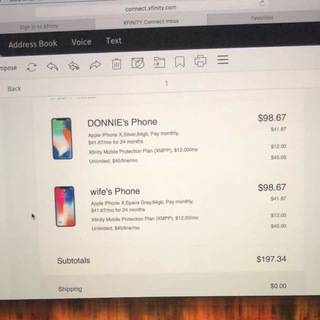 connect.xfinity.com
Sign in to Xfinity
XFINITY Connect Inbox
Favorites
Address Book Voice Text
mpose
Back
1
DONNIE's Phone $98.67
Apple iPhone X,Silver,64gb, Pay monthly, $41.67
$41.67/mo for 24 months
Xfinity Mobile Protection Plan (XMPP), $12.00/mo $12.00
Unlimited, $45/line/mo $45.00
wife's Phone $98.67
Apple iPhone X,Space Gray,64gb, Pay monthly, $41.67
$41.67/mo for 24 months
Xfinity Mobile Protection Plan (XMPP), $12.00/mo $12.00
Unlimited, $45/line/mo $45.00
Subtotals $197.34
Shipping $0.00